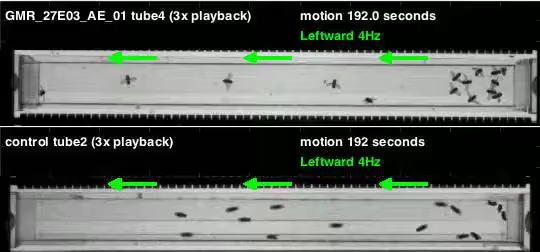 GMR_27E03_AE_01 tube4 (3x playback) motion 192.0 seconds
Leftward 4Hz
control tube2 (3x playback) motion 192 seconds
Leftward 4Hz